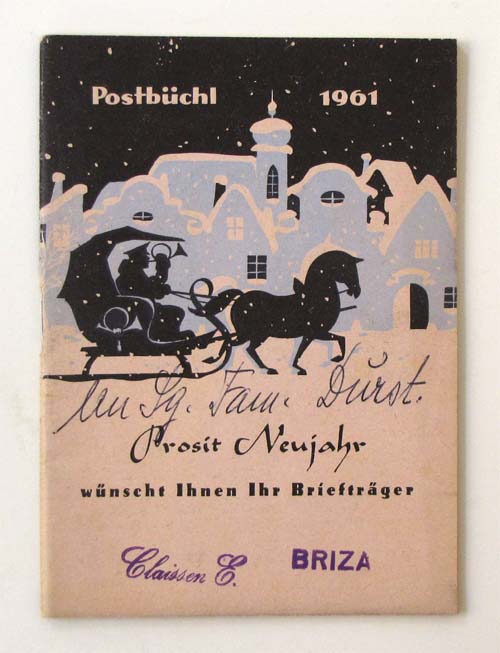 Postbüchl 1961
An Sg. Fam. Durst.
Prosit Neujahr
wünscht Ihnen Ihr Briefträger
Claissen E. BRIZA